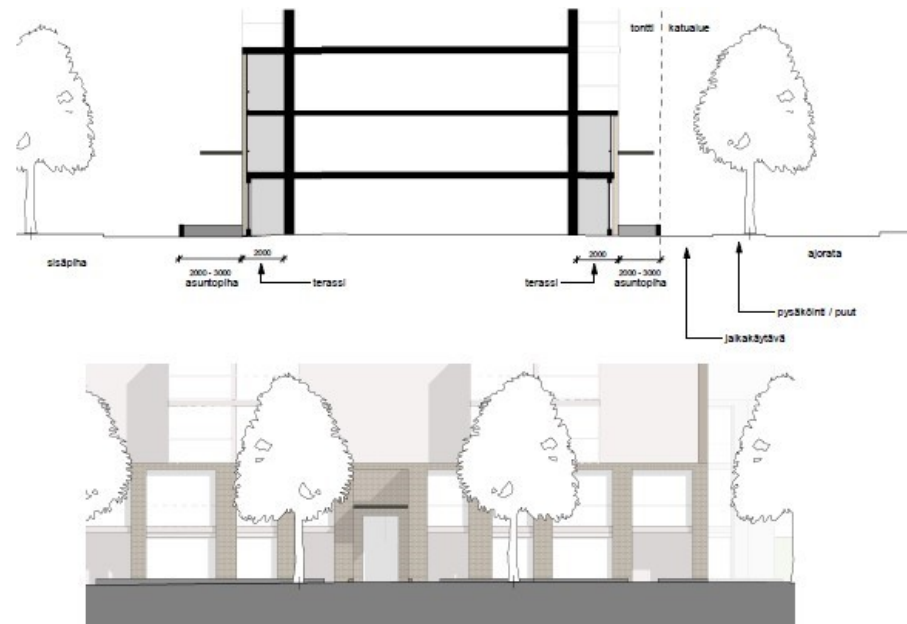 tontti katualue
2000
2000
sisäpiha
2000 - 3000
asuntopiha
terassi
terassi
2000 - 3000
asuntopiha
ajorata
pysäköinti / puut
jalkakäytävä